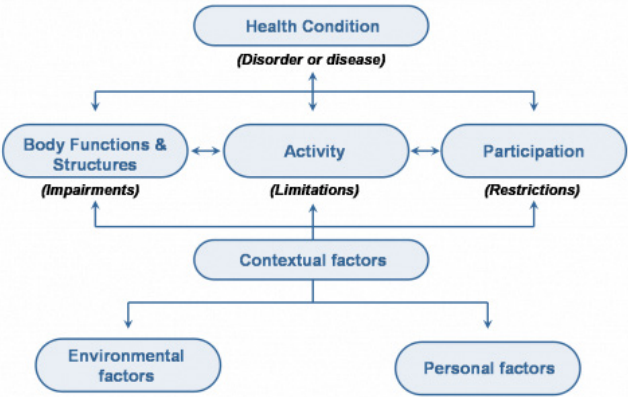 Health Condition
(Disorder or disease)
Body Functions &
Structures
Activity
Participation
(Impairments)
(Limitations)
(Restrictions)
Contextual factors
Environmental
factors
Personal factors